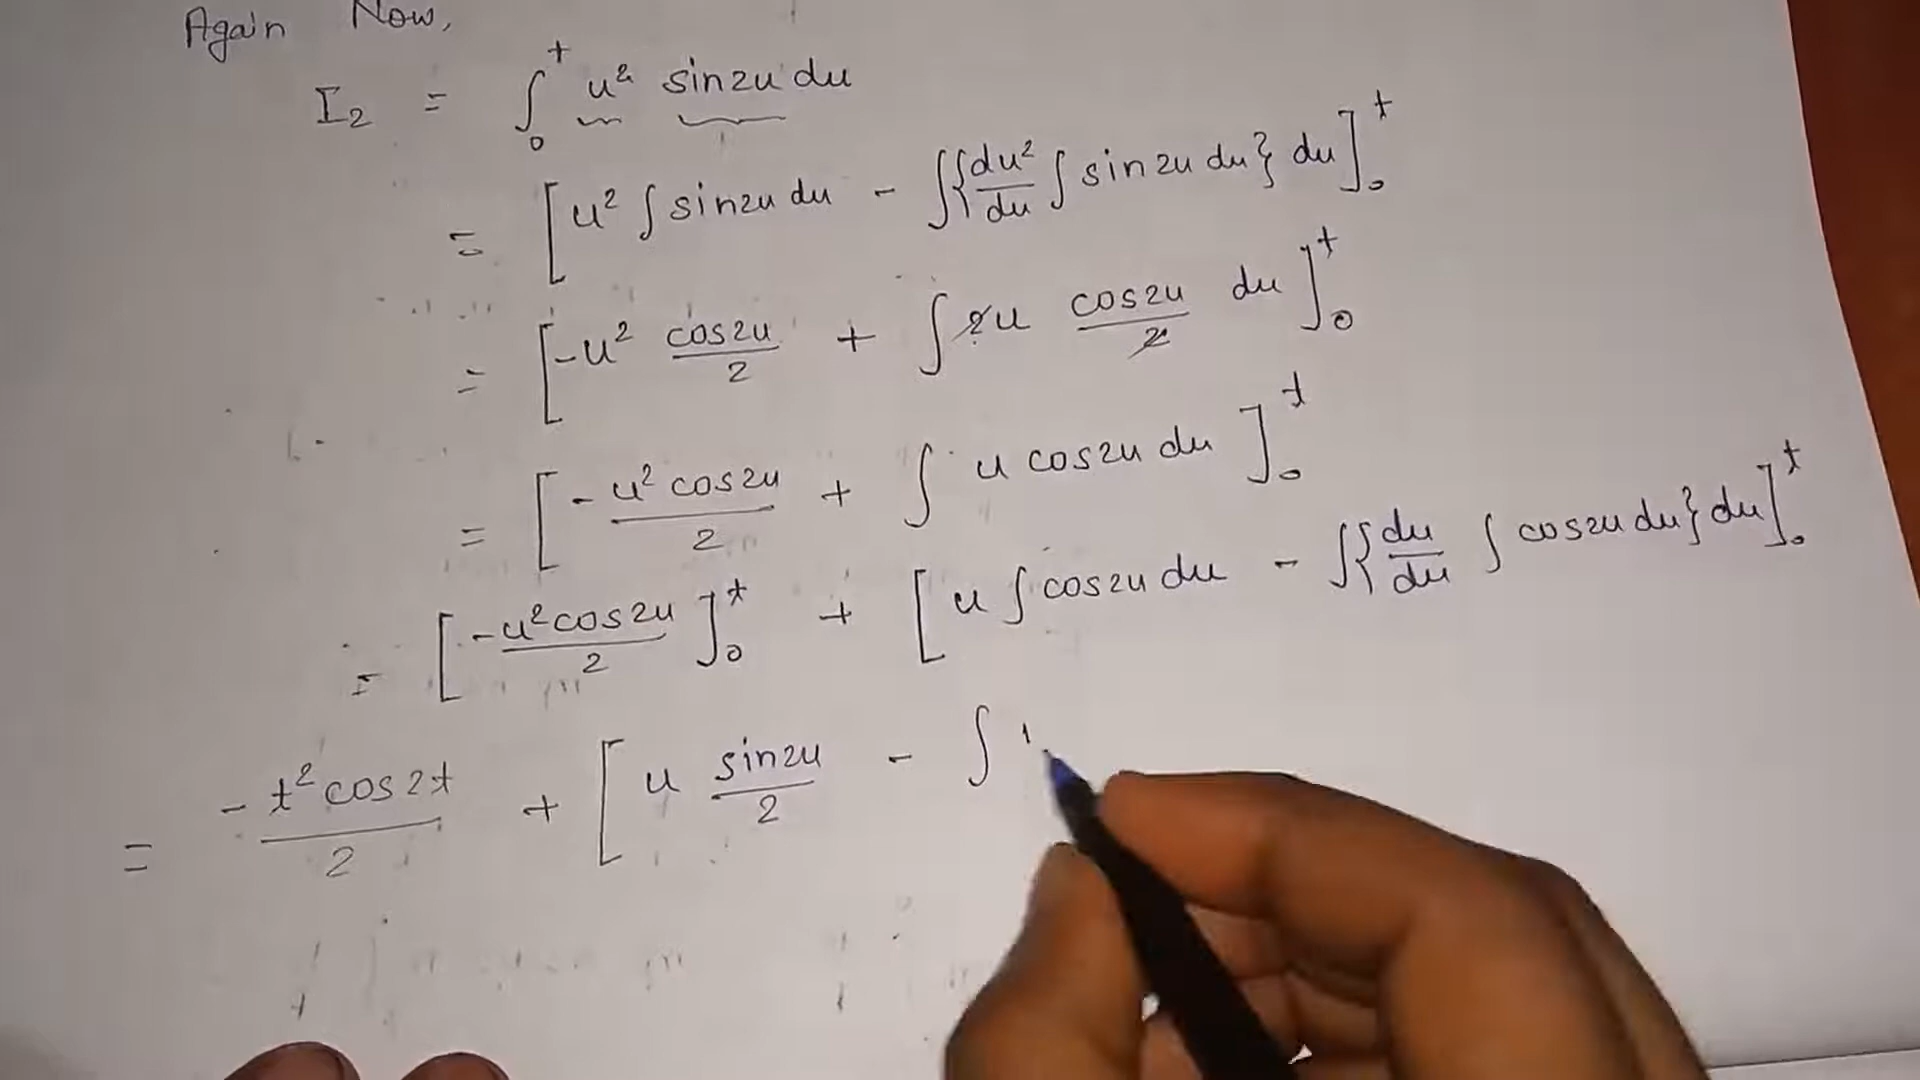 Again Now,
I₂ = ∫₀ᵗ u² sin2u du
= [u² ∫ sin2u du - ∫{du²/du ∫ sin2u du} du]₀ᵗ
= [-u² cos2u/2 + ∫ 2u cos2u/2 du]₀ᵗ
= [-u² cos2u/2 + ∫ u cos2u du]₀ᵗ
= [-u² cos2u/2]₀ᵗ + [u ∫ cos2u du - ∫{du/du ∫ cos2u du} du]₀ᵗ
= -t² cos2t/2 + [u sin2u/2 - ∫ 1